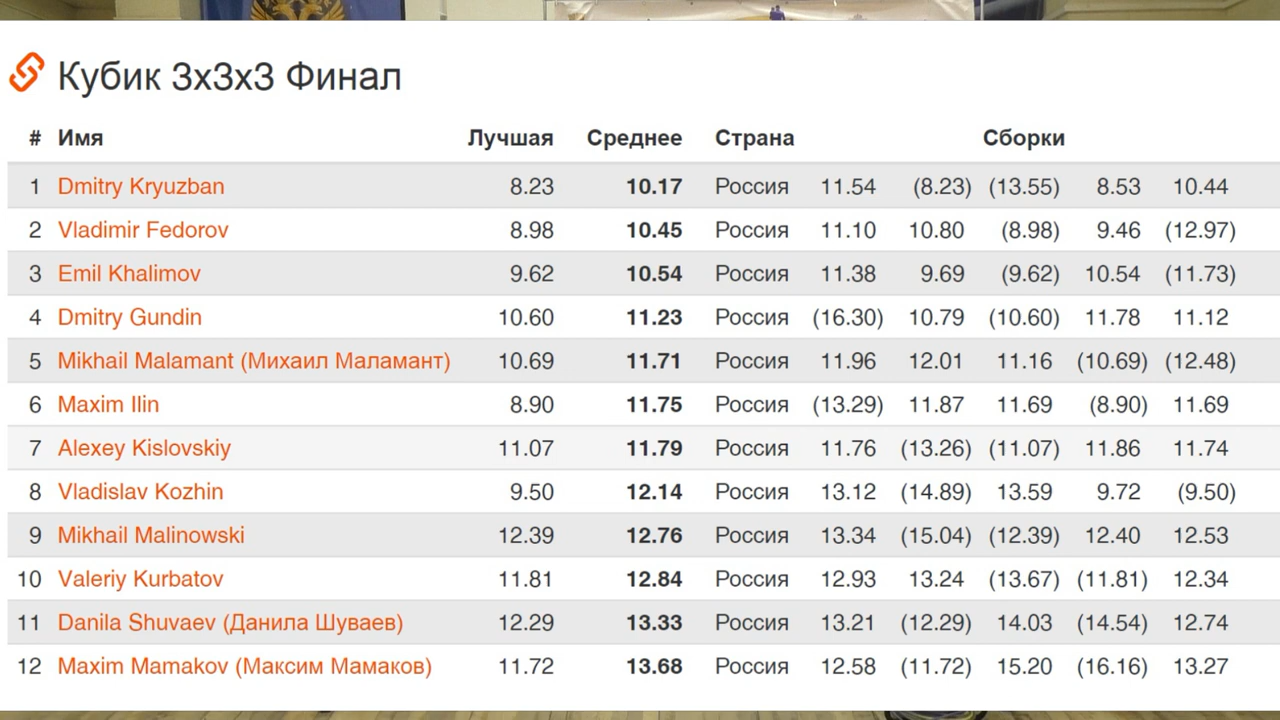 Кубик 3x3x3 Финал
# Имя Лучшая Среднее Страна Сборки
1 Dmitry Kryuzban 8.23 10.17 Россия 11.54 (8.23) (13.55) 8.53 10.44
2 Vladimir Fedorov 8.98 10.45 Россия 11.10 10.80 (8.98) 9.46 (12.97)
3 Emil Khalimov 9.62 10.54 Россия 11.38 9.69 (9.62) 10.54 (11.73)
4 Dmitry Gundin 10.60 11.23 Россия (16.30) 10.79 (10.60) 11.78 11.12
5 Mikhail Malamant (Михаил Маламант) 10.69 11.71 Россия 11.96 12.01 11.16 (10.69) (12.48)
6 Maxim Ilin 8.90 11.75 Россия (13.29) 11.87 11.69 (8.90) 11.69
7 Alexey Kislovskiy 11.07 11.79 Россия 11.76 (13.26) (11.07) 11.86 11.74
8 Vladislav Kozhin 9.50 12.14 Россия 13.12 (14.89) 13.59 9.72 (9.50)
9 Mikhail Malinowski 12.39 12.76 Россия 13.34 (15.04) (12.39) 12.40 12.53
10 Valeriy Kurbatov 11.81 12.84 Россия 12.93 13.24 (13.67) (11.81) 12.34
11 Danila Shuvaev (Данила Шуваев) 12.29 13.33 Россия 13.21 (12.29) 14.03 (14.54) 12.74
12 Maxim Mamakov (Максим Мамаков) 11.72 13.68 Россия 12.58 (11.72) 15.20 (16.16) 13.27